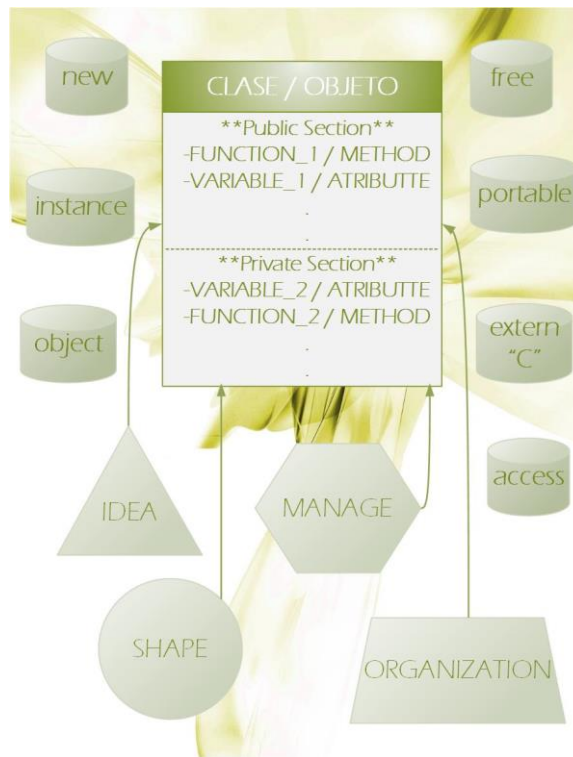 new
free
CLASE / OBJETO
**Public Section**
-FUNCTION_1 / METHOD
-VARIABLE_1 / ATRIBUTTE
.
.
instance
portable
**Private Section**
-VARIABLE_2 / ATRIBUTTE
-FUNCTION_2 / METHOD
.
.
object
extern
“C”
access
IDEA
MANAGE
SHAPE
ORGANIZATION